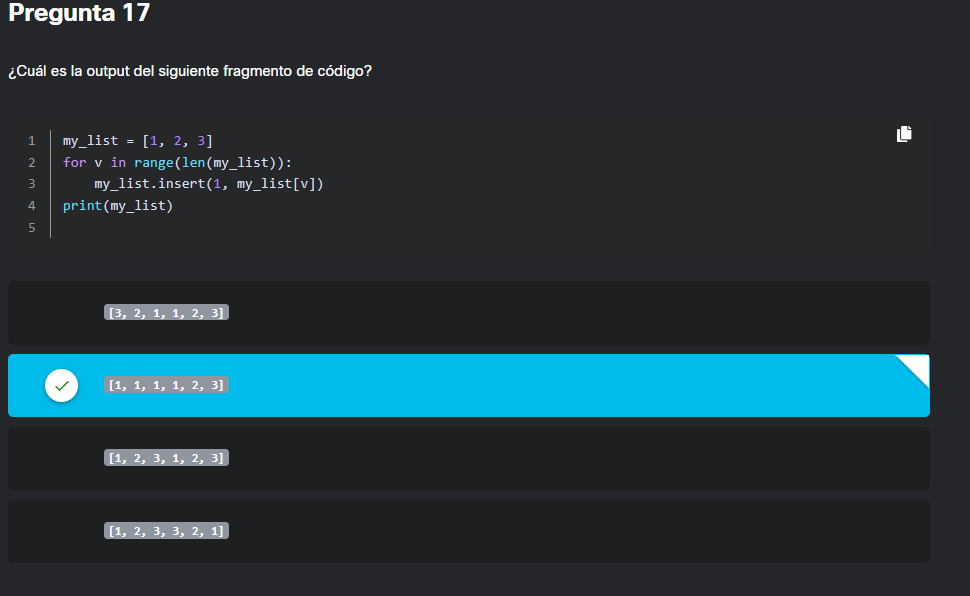 Pregunta 17
¿Cuál es la output del siguiente fragmento de código?
1 my_list = [1, 2, 3]
2 for v in range(len(my_list)):
3     my_list.insert(1, my_list[v])
4 print(my_list)
5
[3, 2, 1, 1, 2, 3]
[1, 1, 1, 1, 2, 3]
[1, 2, 3, 1, 2, 3]
[1, 2, 3, 3, 2, 1]